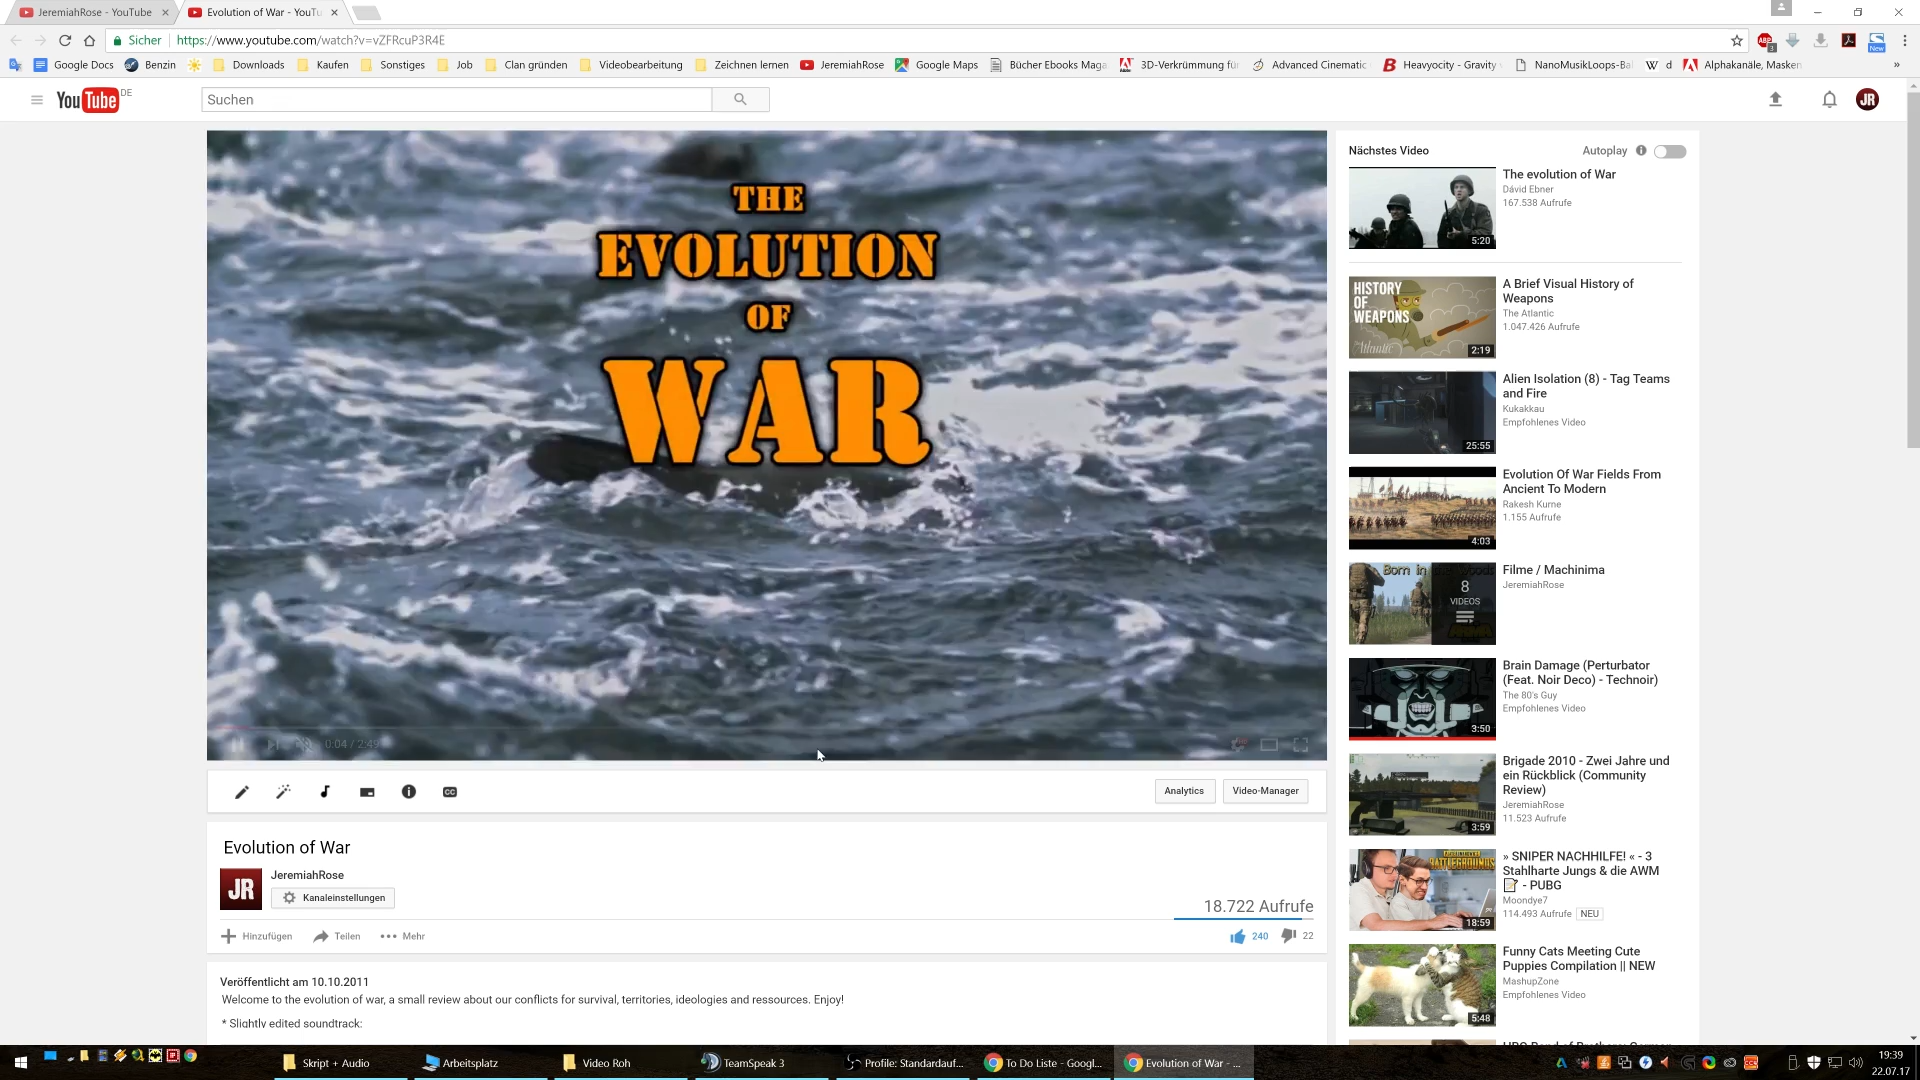 JeremiahRose - YouTube
Evolution of War - YouTu
Sicher
https://www.youtube.com/watch?v=vZFRcuP3R4E
ABP
3
New
Google Docs
Benzin
Downloads
Kaufen
Sonstiges
Job
Clan gründen
Videobearbeitung
Zeichnen lernen
JeremiahRose
Google Maps
Bücher Ebooks Maga
3D-Verkrümmung für
Advanced Cinematic
Heavyocity - Gravity
NanoMusikLoops-Bal
W d
Alphakanäle, Masken
»
YouTube DE
Suchen
JR
THE
EVOLUTION
OF
WAR
0:04 / 2:49
CC
Analytics
Video-Manager
Evolution of War
JR
JeremiahRose
Kanaleinstellungen
18.722 Aufrufe
Hinzufügen
Teilen
Mehr
240
22
Veröffentlicht am 10.10.2011
Welcome to the evolution of war, a small review about our conflicts for survival, territories, ideologies and ressources. Enjoy!
* Slightly edited soundtrack:
Nächstes Video
Autoplay
The evolution of War
Dávid Ebner
167.538 Aufrufe
5:20
HISTORY
OF
WEAPONS
The Atlantic
2:19
A Brief Visual History of
Weapons
The Atlantic
1.047.426 Aufrufe
Alien Isolation (8) - Tag Teams
and Fire
Kukakkau
Empfohlenes Video
25:55
Evolution Of War Fields From
Ancient To Modern
Rakesh Kurne
1.155 Aufrufe
4:03
Born in
8
VIDEOS
Filme / Machinima
JeremiahRose
Brain Damage (Perturbator
(Feat. Noir Deco) - Technoir)
The 80's Guy
Empfohlenes Video
3:50
Brigade 2010 - Zwei Jahre und
ein Rückblick (Community
Review)
JeremiahRose
11.523 Aufrufe
3:59
BATTLEGROUNDS
» SNIPER NACHHILFE! « - 3
Stahlharte Jungs & die AWM
- PUBG
Moondye7
114.493 Aufrufe NEU
18:59
Funny Cats Meeting Cute
Puppies Compilation || NEW
MashupZone
Empfohlenes Video
5:48
Skript + Audio
Arbeitsplatz
Video Roh
TeamSpeak 3
Profile: Standardauf...
To Do Liste - Googl...
Evolution of War - ...
19:39
22.07.17